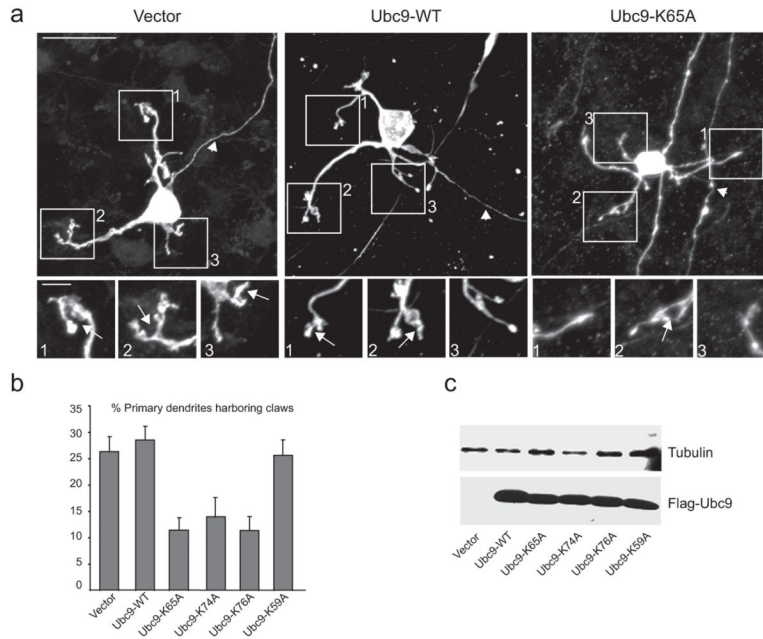 a
Vector
Ubc9-WT
Ubc9-K65A
1
2
3
1
2
3
3
1
2
1
2
3
1
2
3
1
2
3
b
% Primary dendrites harboring claws
35
30
25
20
15
10
5
0
Vector
Ubc9-WT
Ubc9-K65A
Ubc9-K74A
Ubc9-K76A
Ubc9-K59A
c
Tubulin
Flag-Ubc9
Vector
Ubc9-WT
Ubc9-K65A
Ubc9-K74A
Ubc9-K76A
Ubc9-K59A